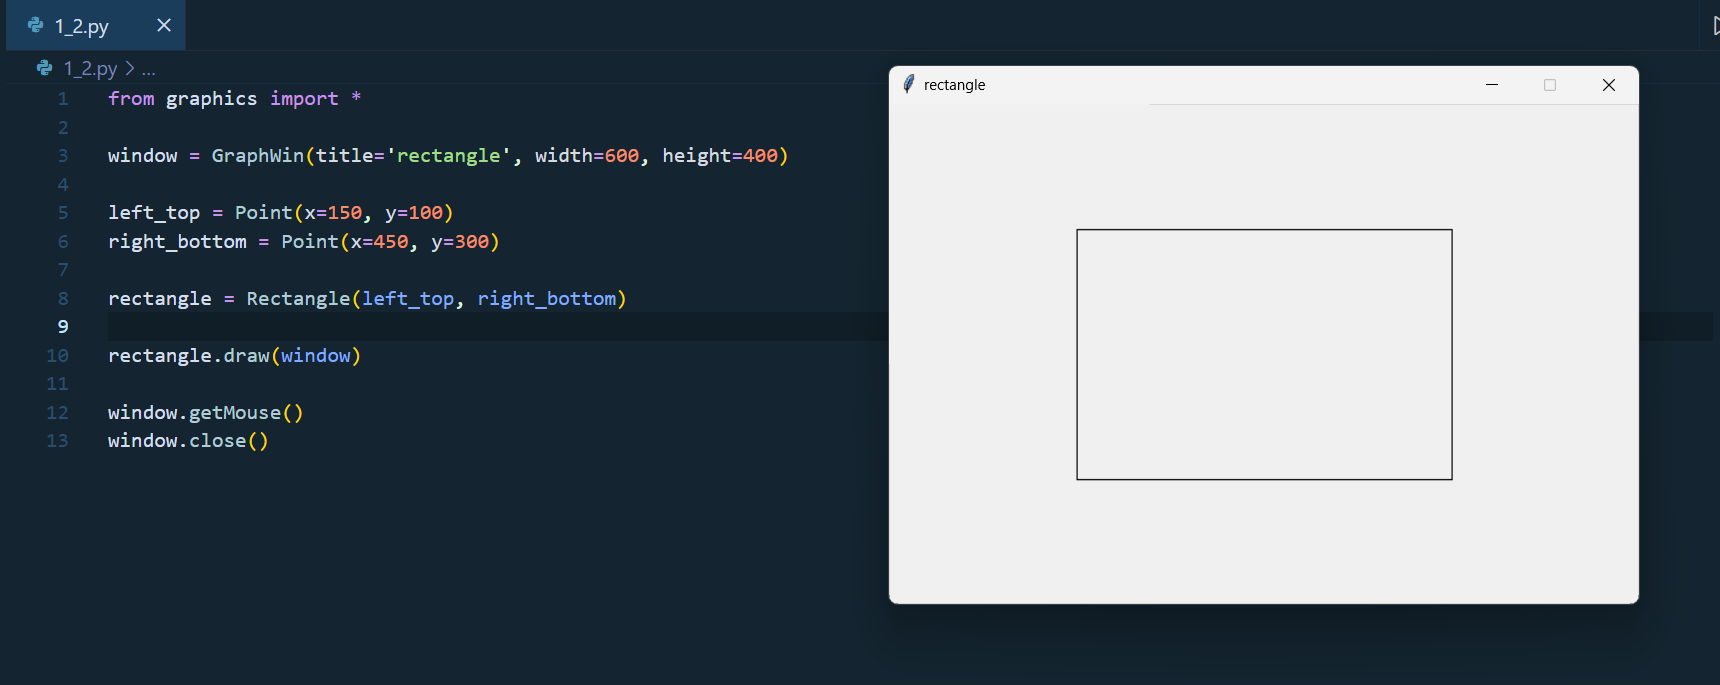 1_2.py
1_2.py > ...
1 from graphics import *
2
3 window = GraphWin(title='rectangle', width=600, height=400)
4
5 left_top = Point(x=150, y=100)
6 right_bottom = Point(x=450, y=300)
7
8 rectangle = Rectangle(left_top, right_bottom)
9
10 rectangle.draw(window)
11
12 window.getMouse()
13 window.close()
rectangle